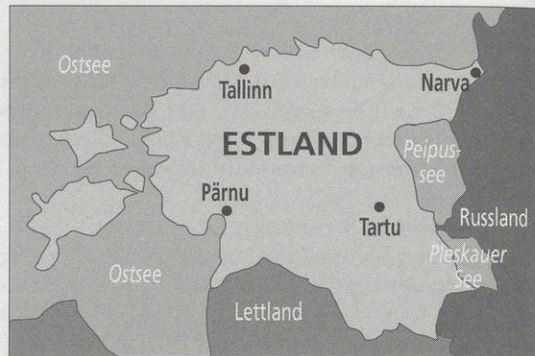 Ostsee
Tallinn
Narva
ESTLAND
Peipus-
see
Pärnu
Tartu
Russland
Pleskauer
See
Ostsee
Lettland